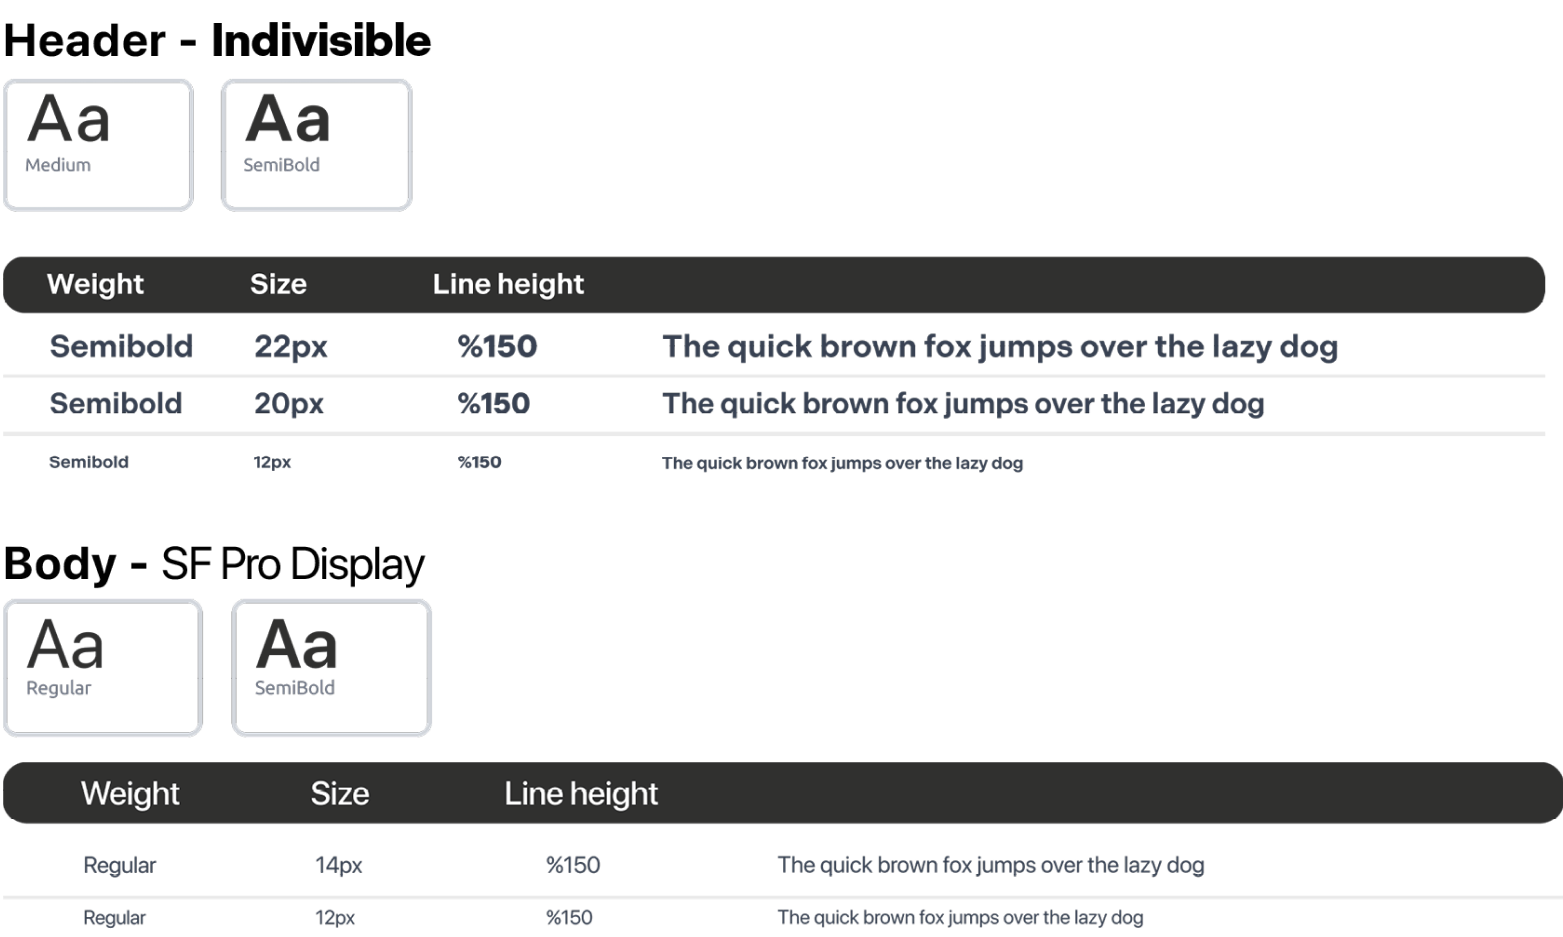 Header - Indivisible
Aa Aa
Medium SemiBold
Weight Size Line height
Semibold 22px %150 The quick brown fox jumps over the lazy dog
Semibold 20px %150 The quick brown fox jumps over the lazy dog
Semibold 12px %150 The quick brown fox jumps over the lazy dog
Body - SF Pro Display
Aa Aa
Regular SemiBold
Weight Size Line height
Regular 14px %150 The quick brown fox jumps over the lazy dog
Regular 12px %150 The quick brown fox jumps over the lazy dog